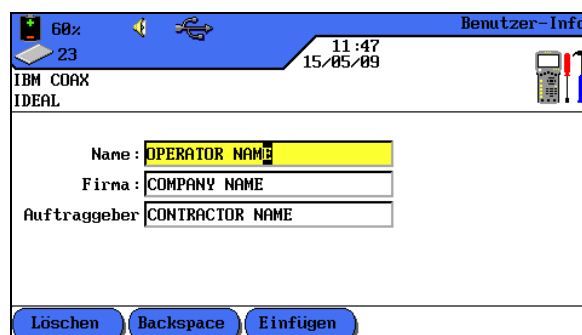 60% Benutzer-Info
23 11:47
15/05/09
IBM COAX
IDEAL
Name: OPERATOR NAME
Firma: COMPANY NAME
Auftraggeber CONTRACTOR NAME
Löschen Backspace Einfügen